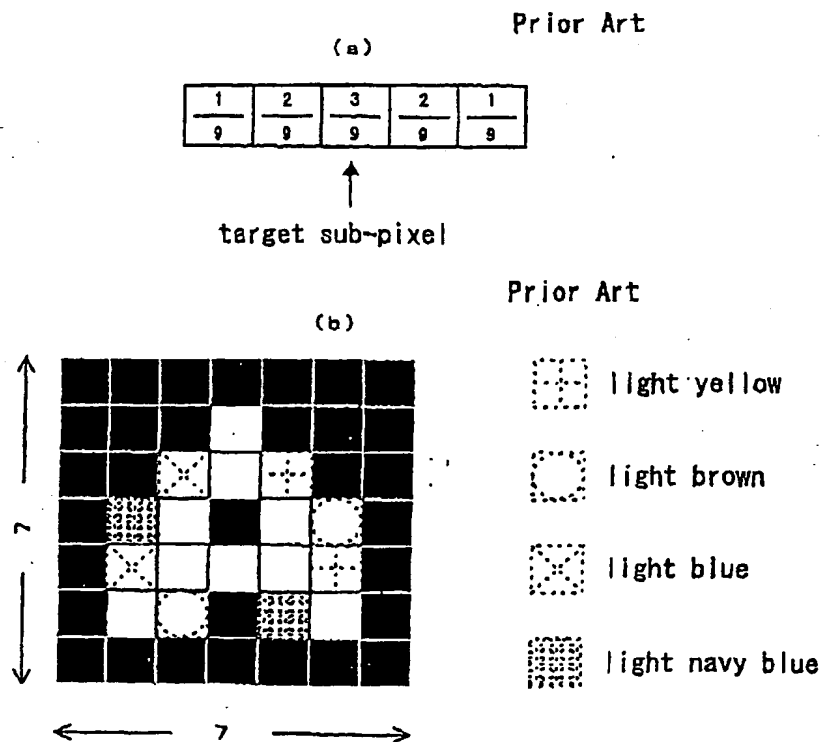 Prior Art
(a)
1 2 3 2 1
9 9 9 9 9
target sub-pixel
Prior Art
(b)
light yellow
light brown
7
light blue
light navy blue
7